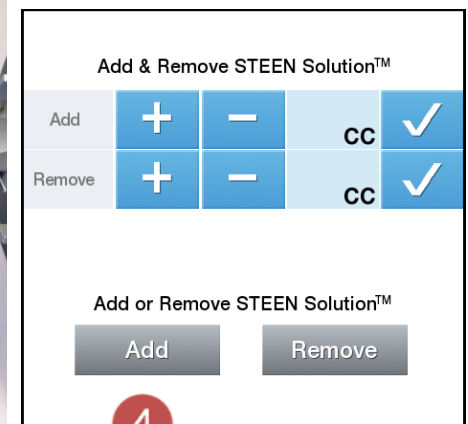 Add & Remove STEEN Solution™
Add + − cc ✓
Remove + − cc ✓
Add or Remove STEEN Solution™
Add Remove
4